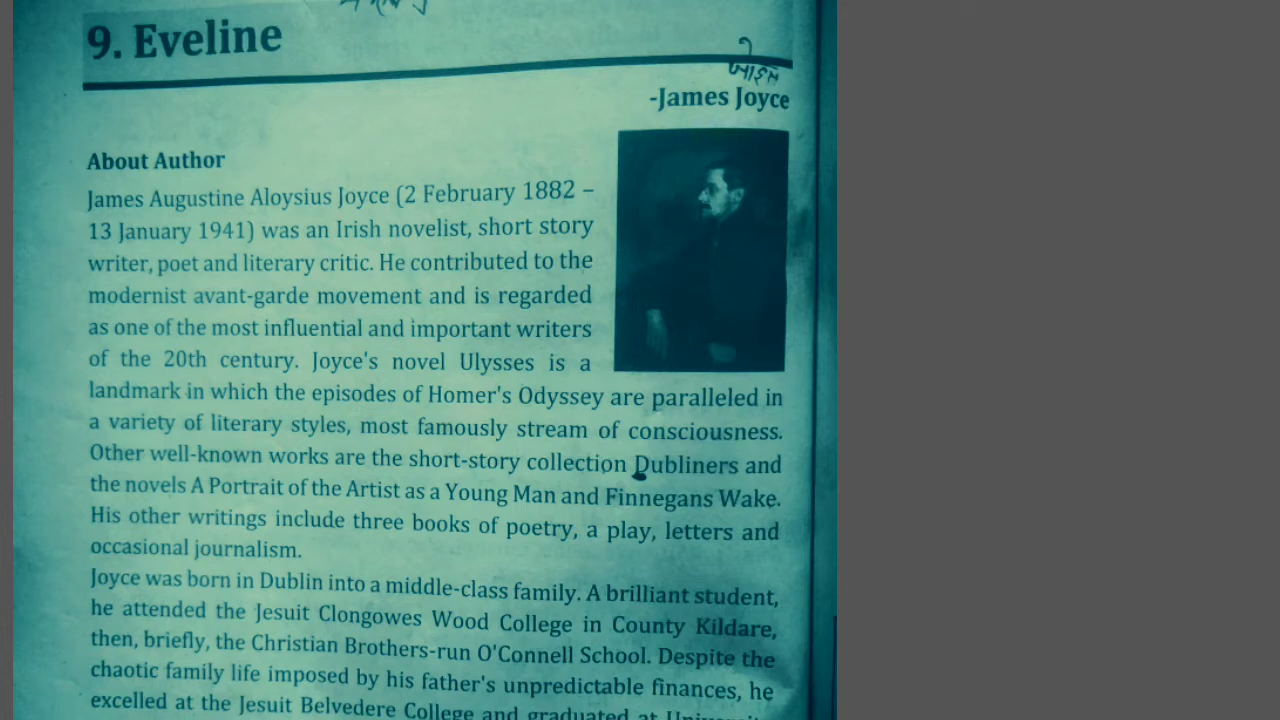 9. Eveline
-James Joyce
About Author
James Augustine Aloysius Joyce (2 February 1882 –
13 January 1941) was an Irish novelist, short story
writer, poet and literary critic. He contributed to the
modernist avant-garde movement and is regarded
as one of the most influential and important writers
of the 20th century. Joyce's novel Ulysses is a
landmark in which the episodes of Homer's Odyssey are paralleled in
a variety of literary styles, most famously stream of consciousness.
Other well-known works are the short-story collection Dubliners and
the novels A Portrait of the Artist as a Young Man and Finnegans Wake.
His other writings include three books of poetry, a play, letters and
occasional journalism.
Joyce was born in Dublin into a middle-class family. A brilliant student,
he attended the Jesuit Clongowes Wood College in County Kildare,
then, briefly, the Christian Brothers-run O'Connell School. Despite the
chaotic family life imposed by his father's unpredictable finances, he
excelled at the Jesuit Belvedere College and graduated at